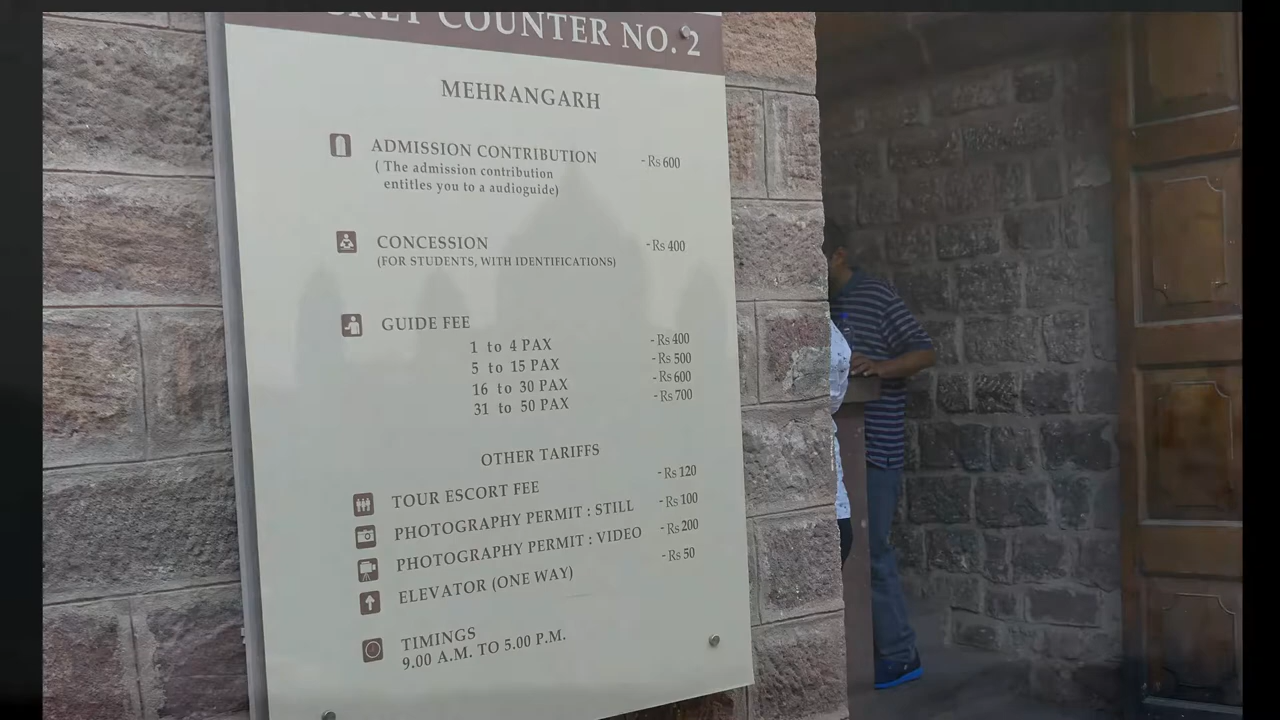 COUNTER NO. 2
MEHRANGARH
ADMISSION CONTRIBUTION - Rs 600
( The admission contribution
entitles you to a audioguide)
CONCESSION - Rs 400
(FOR STUDENTS, WITH IDENTIFICATIONS)
GUIDE FEE
1 to 4 PAX - Rs 400
5 to 15 PAX - Rs 500
16 to 30 PAX - Rs 600
31 to 50 PAX - Rs 700
OTHER TARIFFS
TOUR ESCORT FEE - Rs 120
PHOTOGRAPHY PERMIT : STILL - Rs 100
PHOTOGRAPHY PERMIT : VIDEO - Rs 200
ELEVATOR (ONE WAY) - Rs 50
TIMINGS
9.00 A.M. TO 5.00 P.M.